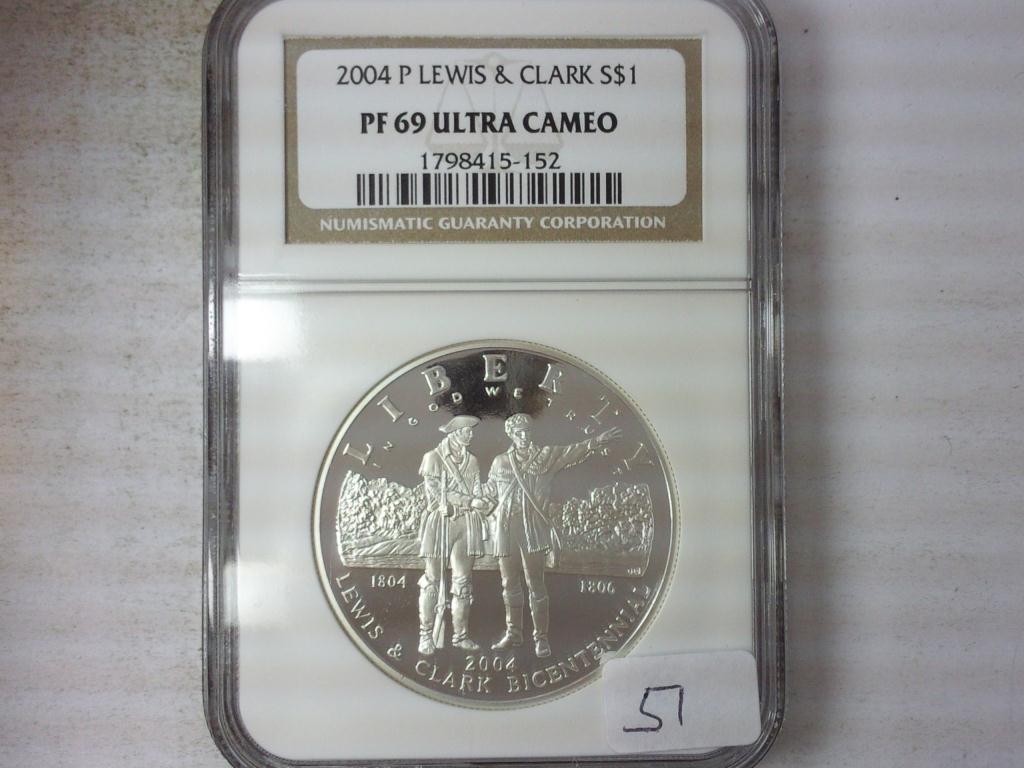 2004 P LEWIS & CLARK S$1
PF 69 ULTRA CAMEO
1798415-152
NUMISMATIC GUARANTY CORPORATION
LIBERTY
IN GOD WE TRUST
1804
1806
2004
LEWIS & CLARK BICENTENNIAL
57